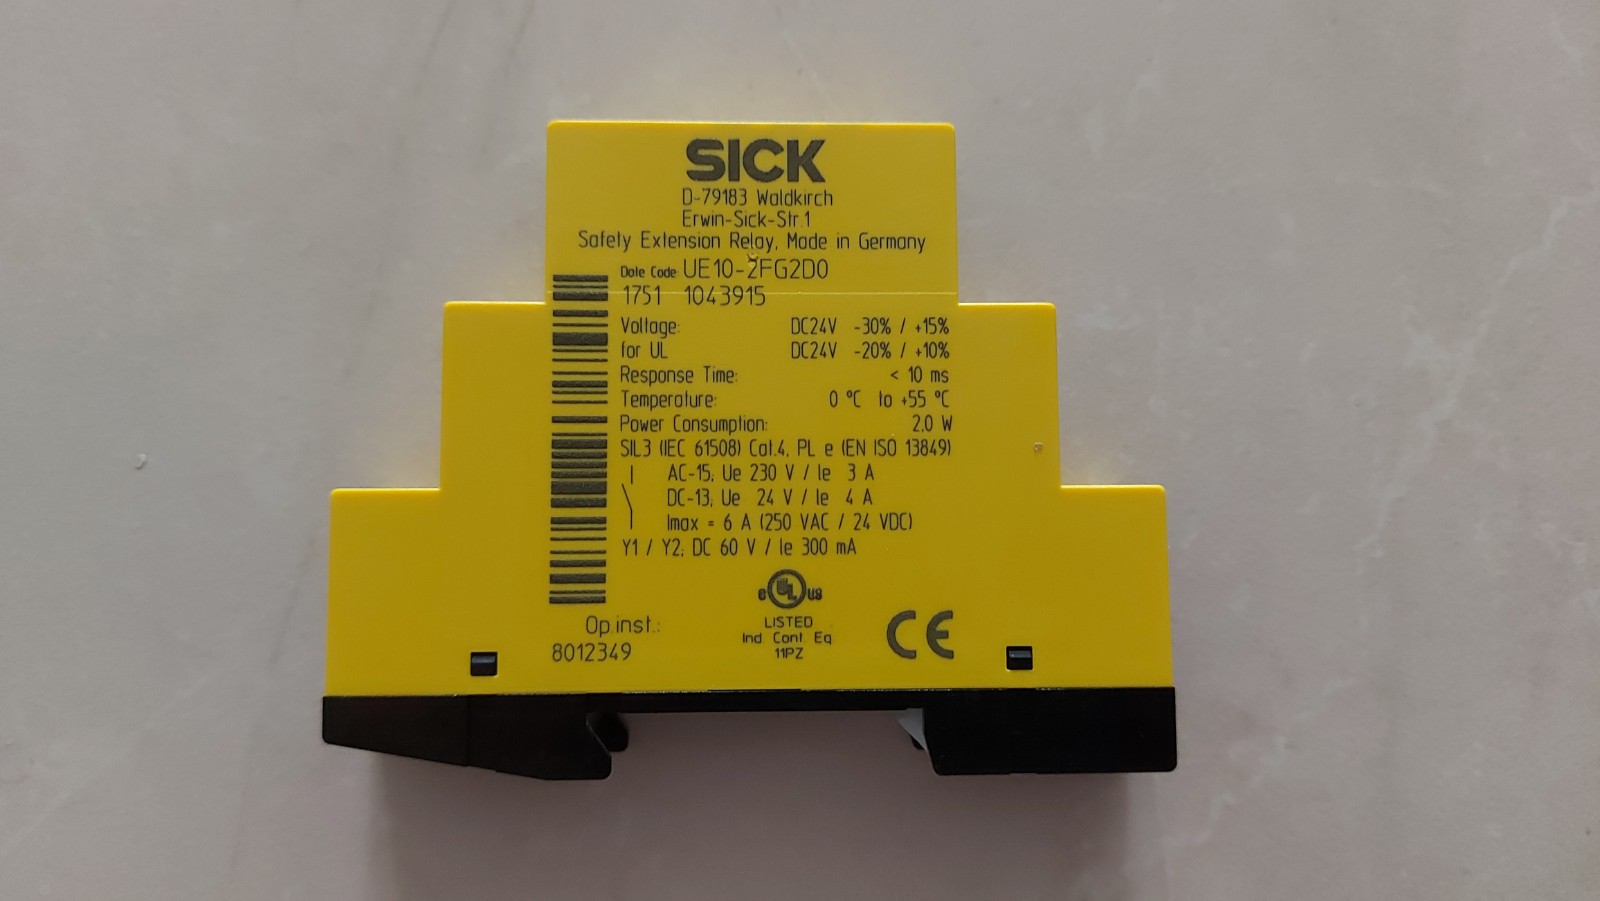 SICK
D-79183 Waldkirch
Erwin-Sick-Str.1
Safety Extension Relay, Made in Germany
Date Code: UE10-2FG2D0
1751 1043915
Voltage: DC24V -30% / +15%
for UL DC24V -20% / +10%
Response Time: < 10 ms
Temperature: 0 °C to +55 °C
Power Consumption: 2.0 W
SIL3 (IEC 61508) Cat.4, PL e (EN ISO 13849)
AC-15; Ue 230 V / Ie 3 A
DC-13; Ue 24 V / Ie 4 A
Imax = 6 A (250 VAC / 24 VDC)
Y1 / Y2; DC 60 V / Ie 300 mA
c UL us
LISTED
Ind. Cont. Eq.
11PZ
CE
Op.inst.:
8012349